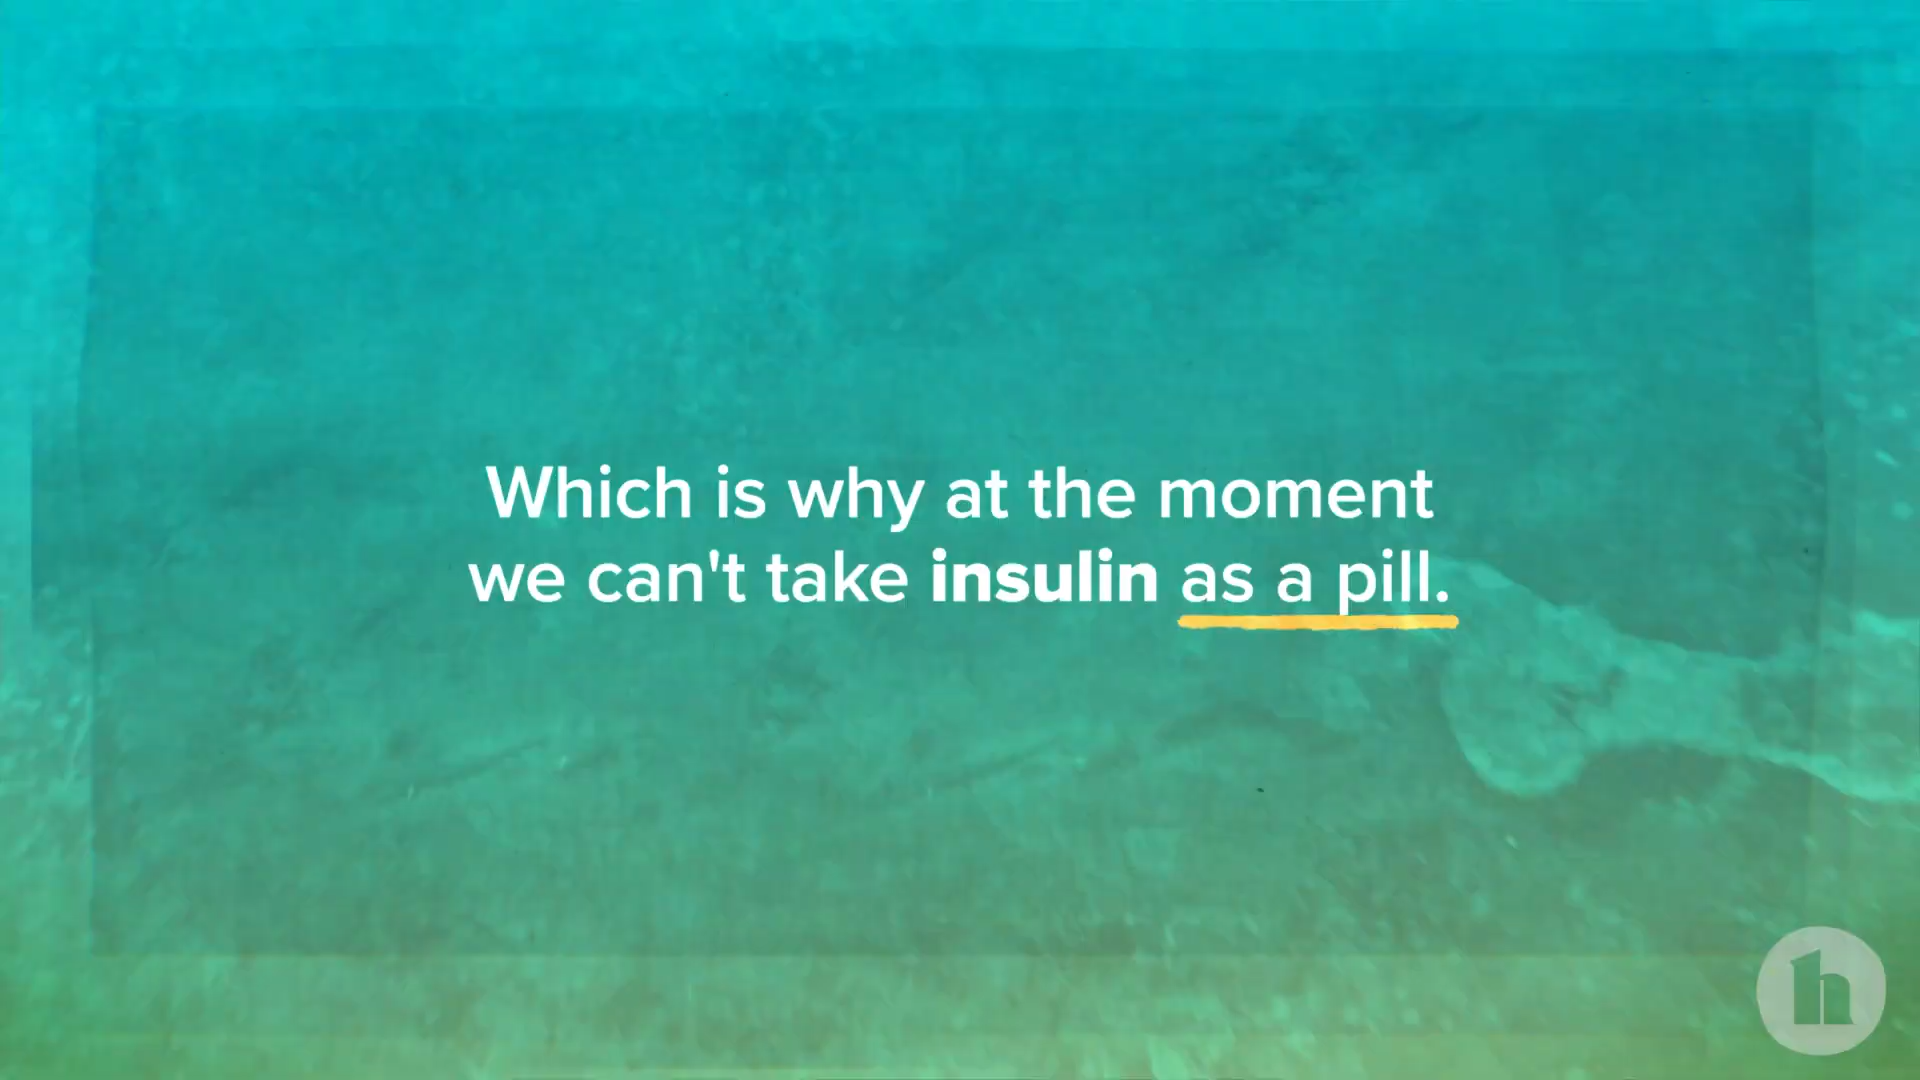 Which is why at the moment
we can't take insulin as a pill.
h